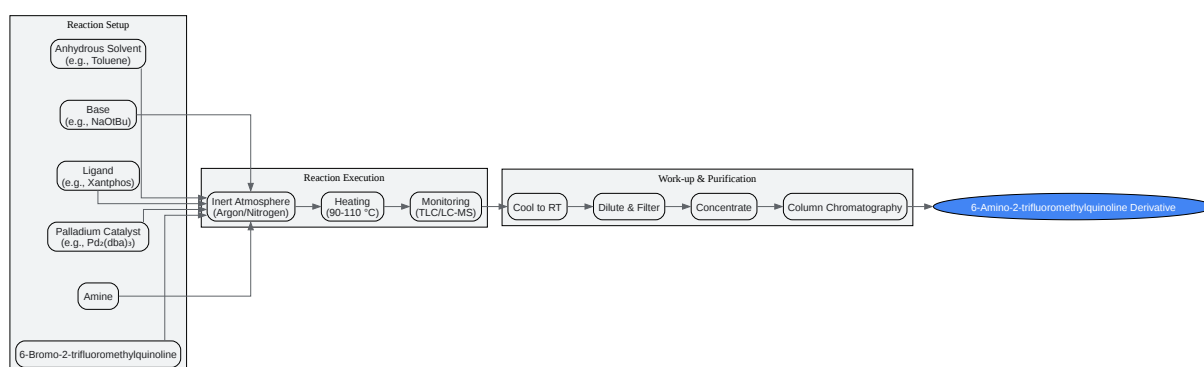 Reaction Setup
Anhydrous Solvent
(e.g., Toluene)
Base
(e.g., NaOtBu)
Ligand
(e.g., Xantphos)
Palladium Catalyst
(e.g., Pd₂(dba)₃)
Amine
6-Bromo-2-trifluoromethylquinoline
Reaction Execution
Inert Atmosphere
(Argon/Nitrogen)
Heating
(90-110 °C)
Monitoring
(TLC/LC-MS)
Work-up & Purification
Cool to RT
Dilute & Filter
Concentrate
Column Chromatography
6-Amino-2-trifluoromethylquinoline Derivative